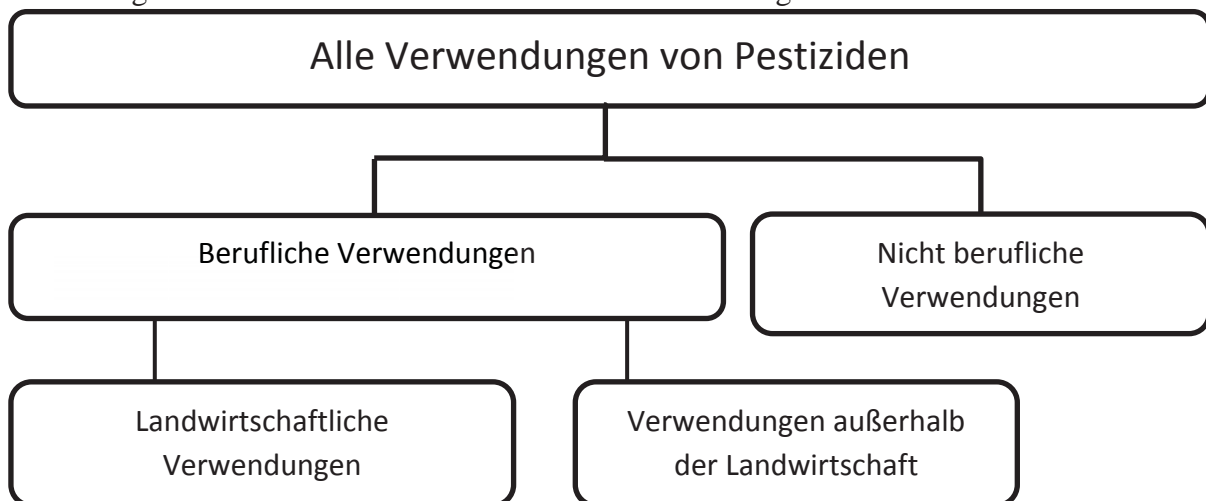 Alle Verwendungen von Pestiziden
Berufliche Verwendungen
Nicht berufliche
Verwendungen
Landwirtschaftliche
Verwendungen
Verwendungen außerhalb
der Landwirtschaft